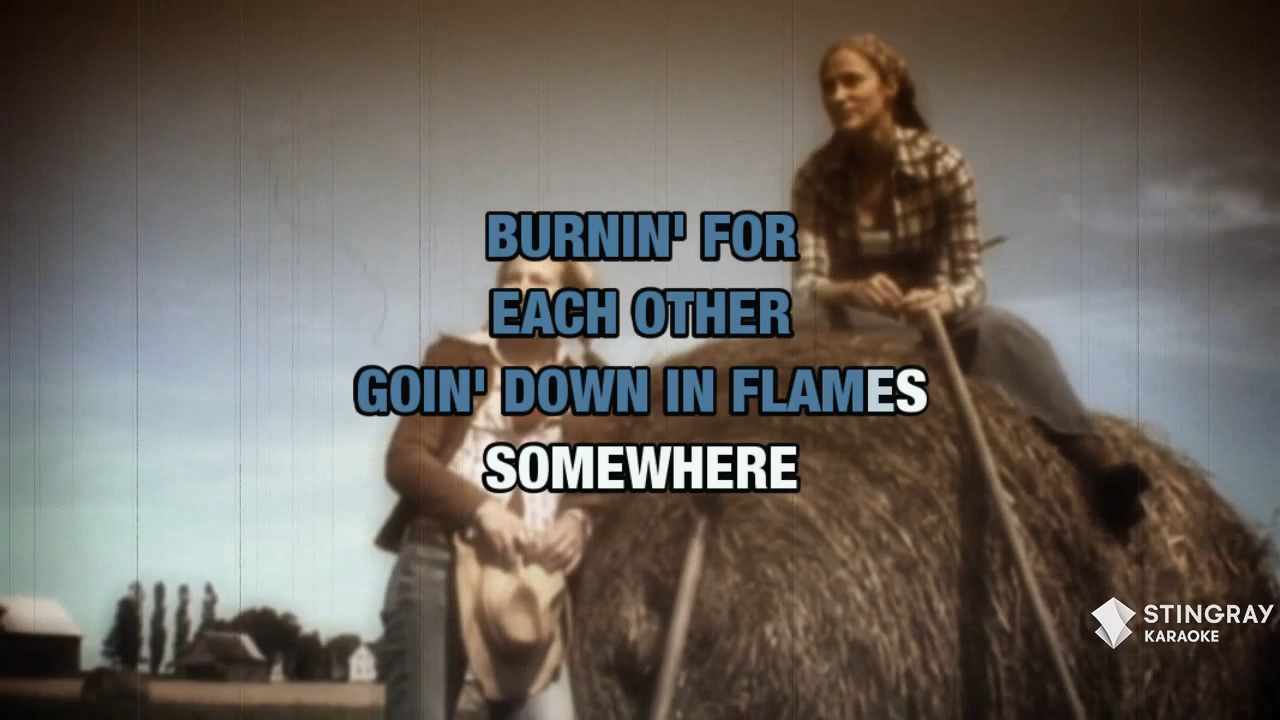 BURNIN' FOR
EACH OTHER
GOIN' DOWN IN FLAMES
SOMEWHERE
STINGRAY
KARAOKE